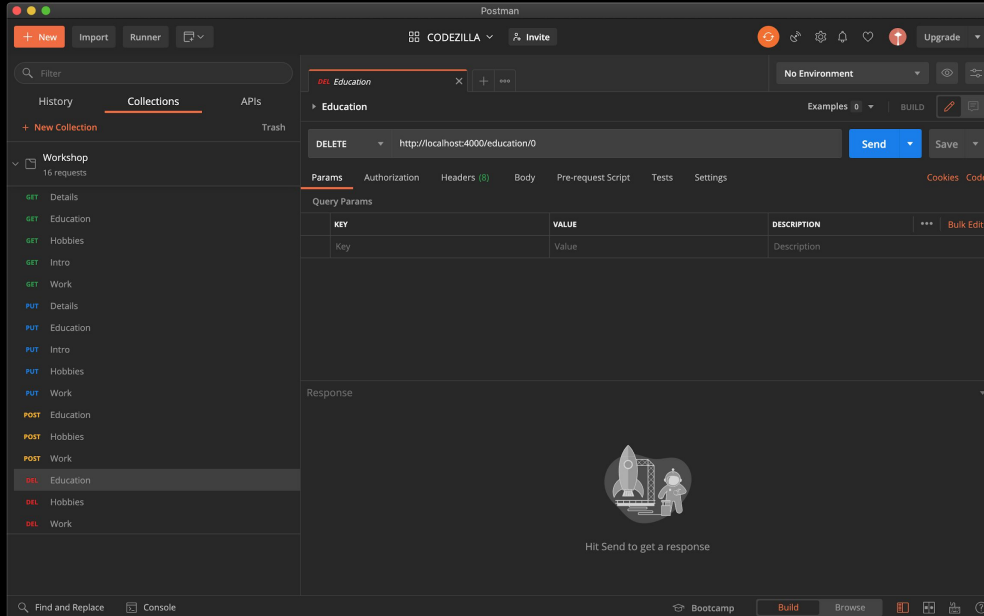 Postman
+ New Import Runner CODEZILLA Invite Upgrade
Filter
History Collections APIs
+ New Collection Trash
Workshop
16 requests
GET Details
GET Education
GET Hobbies
GET Intro
GET Work
PUT Details
PUT Education
PUT Intro
PUT Hobbies
PUT Work
POST Education
POST Hobbies
POST Work
DEL Education
DEL Hobbies
DEL Work
DEL Education
No Environment
Education Examples 0 BUILD
DELETE http://localhost:4000/education/0 Send Save
Params Authorization Headers (8) Body Pre-request Script Tests Settings Cookies Code
Query Params
KEY VALUE DESCRIPTION ••• Bulk Edit
Key Value Description
Response
Hit Send to get a response
Find and Replace Console Bootcamp Build Browse